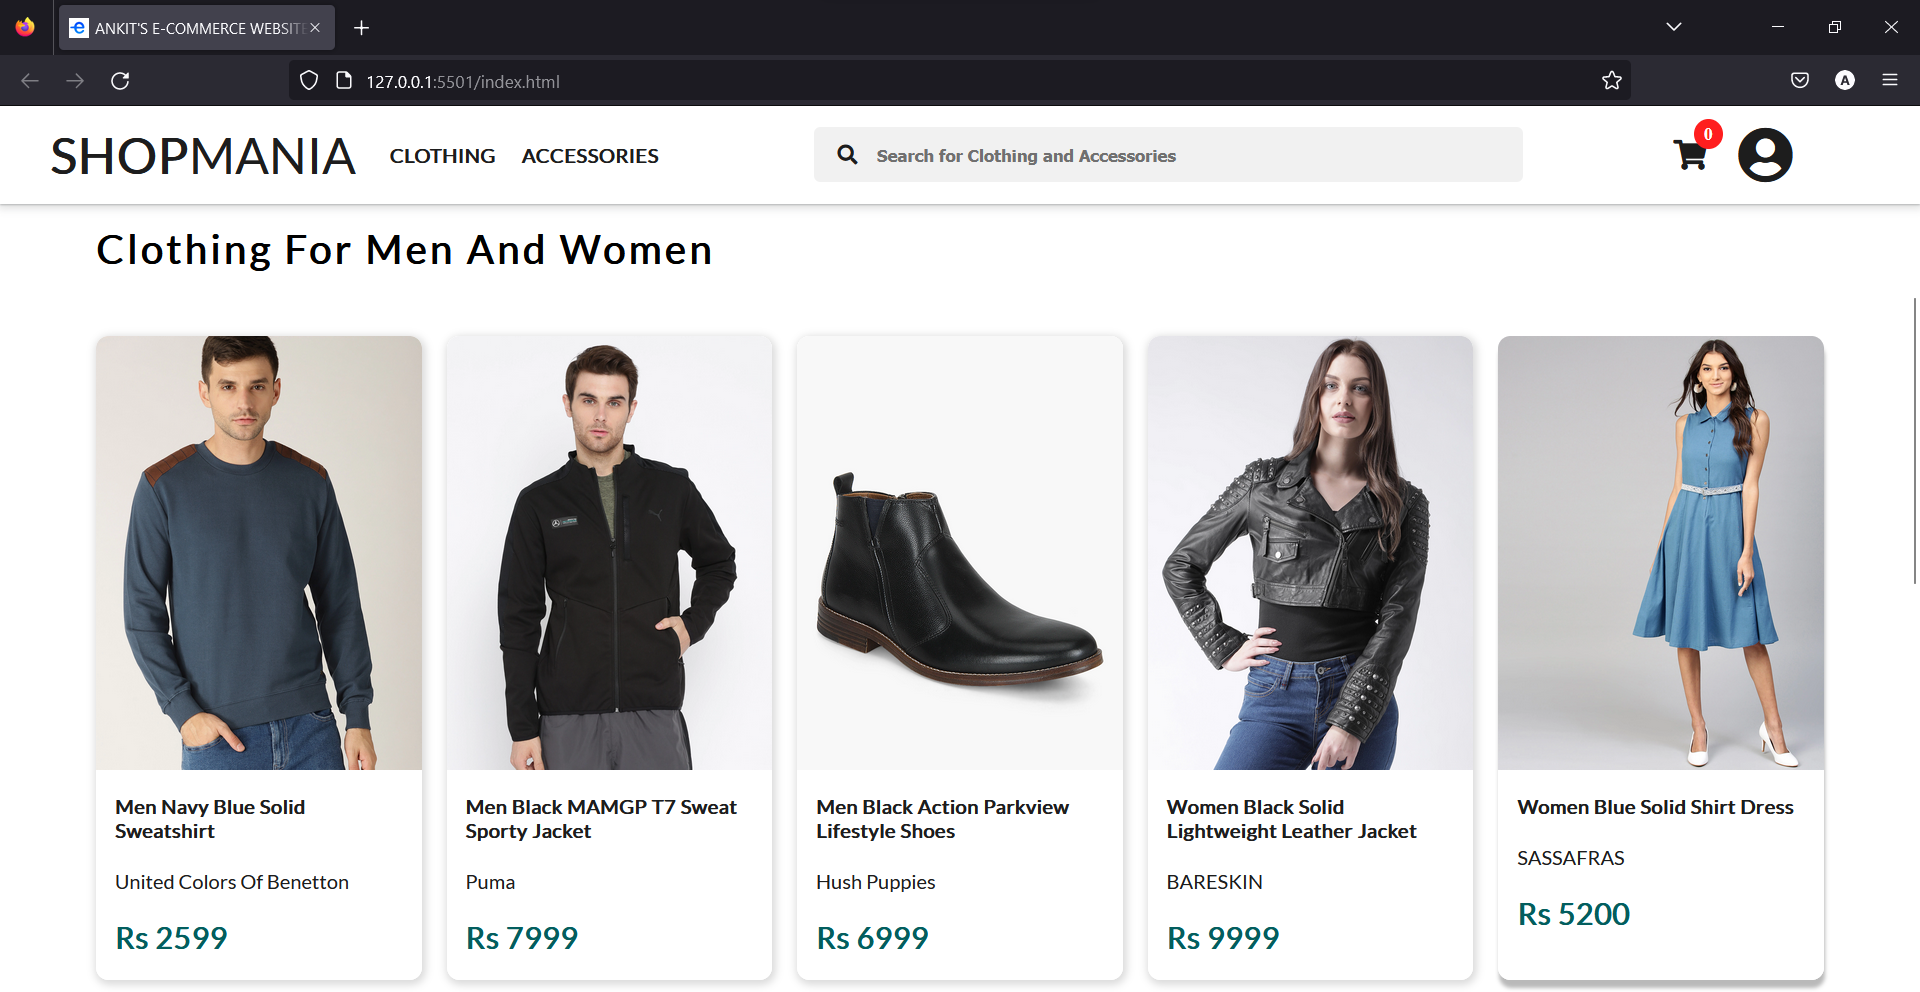 ANKIT'S E-COMMERCE WEBSITE
127.0.0.1:5501/index.html
A
SHOPMANIA
CLOTHING
ACCESSORIES
Search for Clothing and Accessories
0
Clothing For Men And Women
Men Navy Blue Solid
Sweatshirt
United Colors Of Benetton
Rs 2599
Men Black MAMGP T7 Sweat
Sporty Jacket
Puma
Rs 7999
Men Black Action Parkview
Lifestyle Shoes
Hush Puppies
Rs 6999
Women Black Solid
Lightweight Leather Jacket
BARESKIN
Rs 9999
Women Blue Solid Shirt Dress
SASSAFRAS
Rs 5200